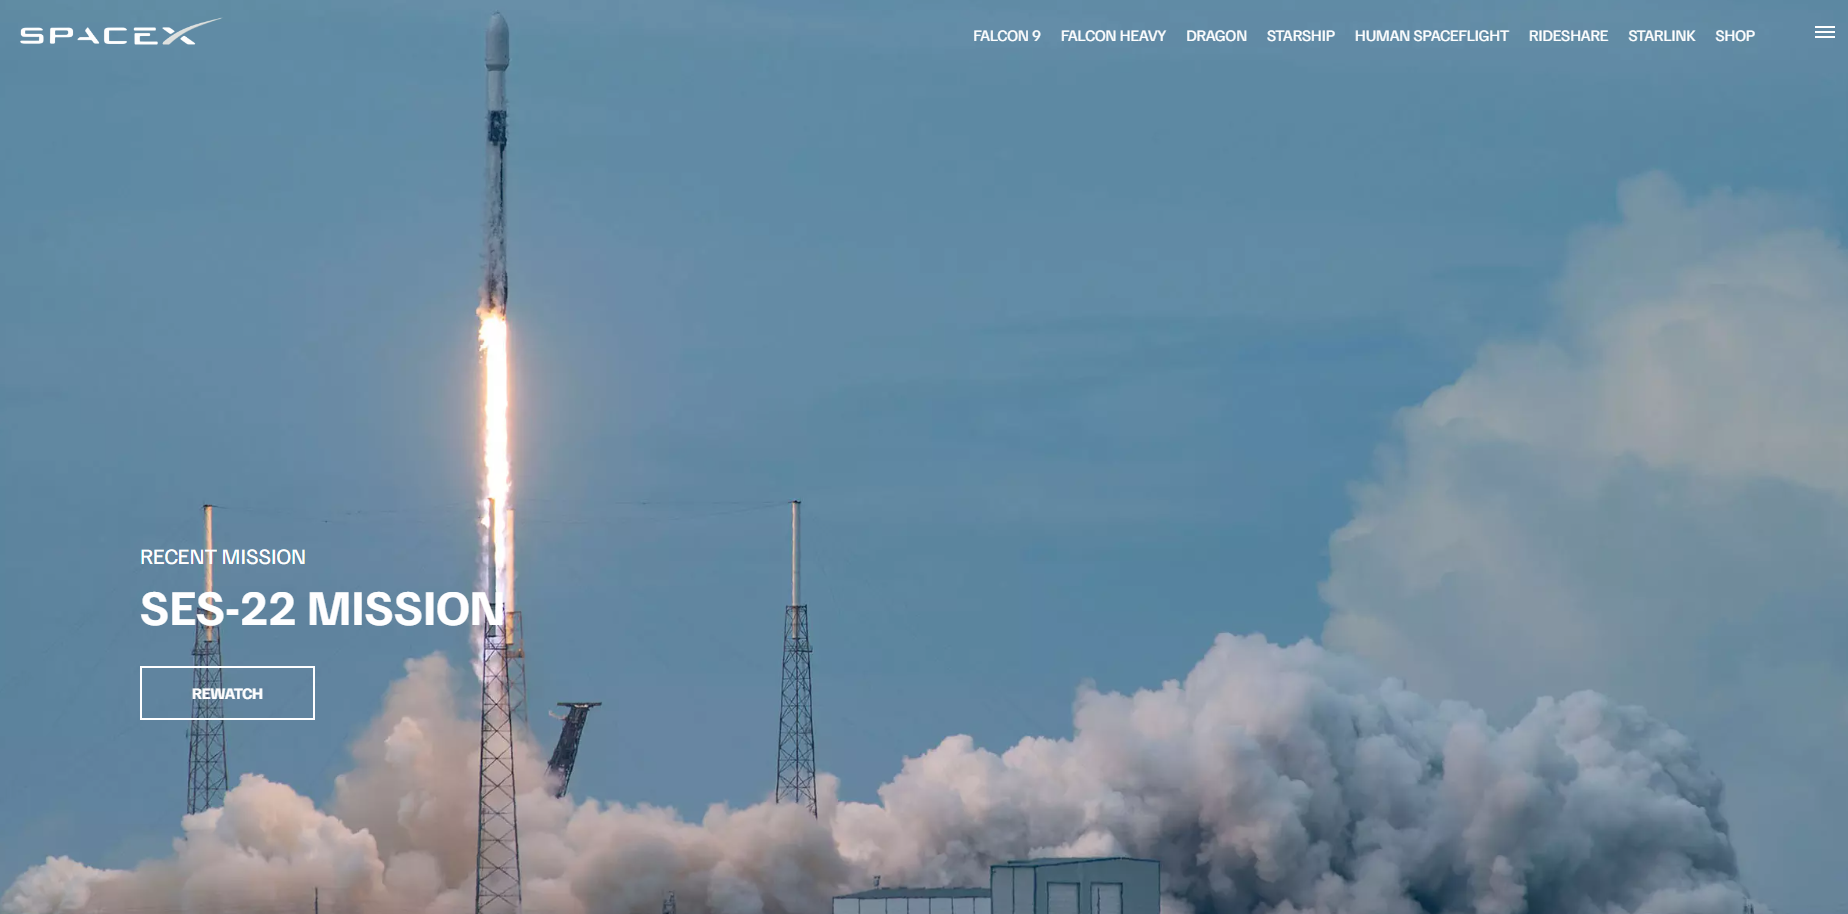 SPACEX
FALCON 9 FALCON HEAVY DRAGON STARSHIP HUMAN SPACEFLIGHT RIDESHARE STARLINK SHOP
RECENT MISSION
SES-22 MISSION
REWATCH